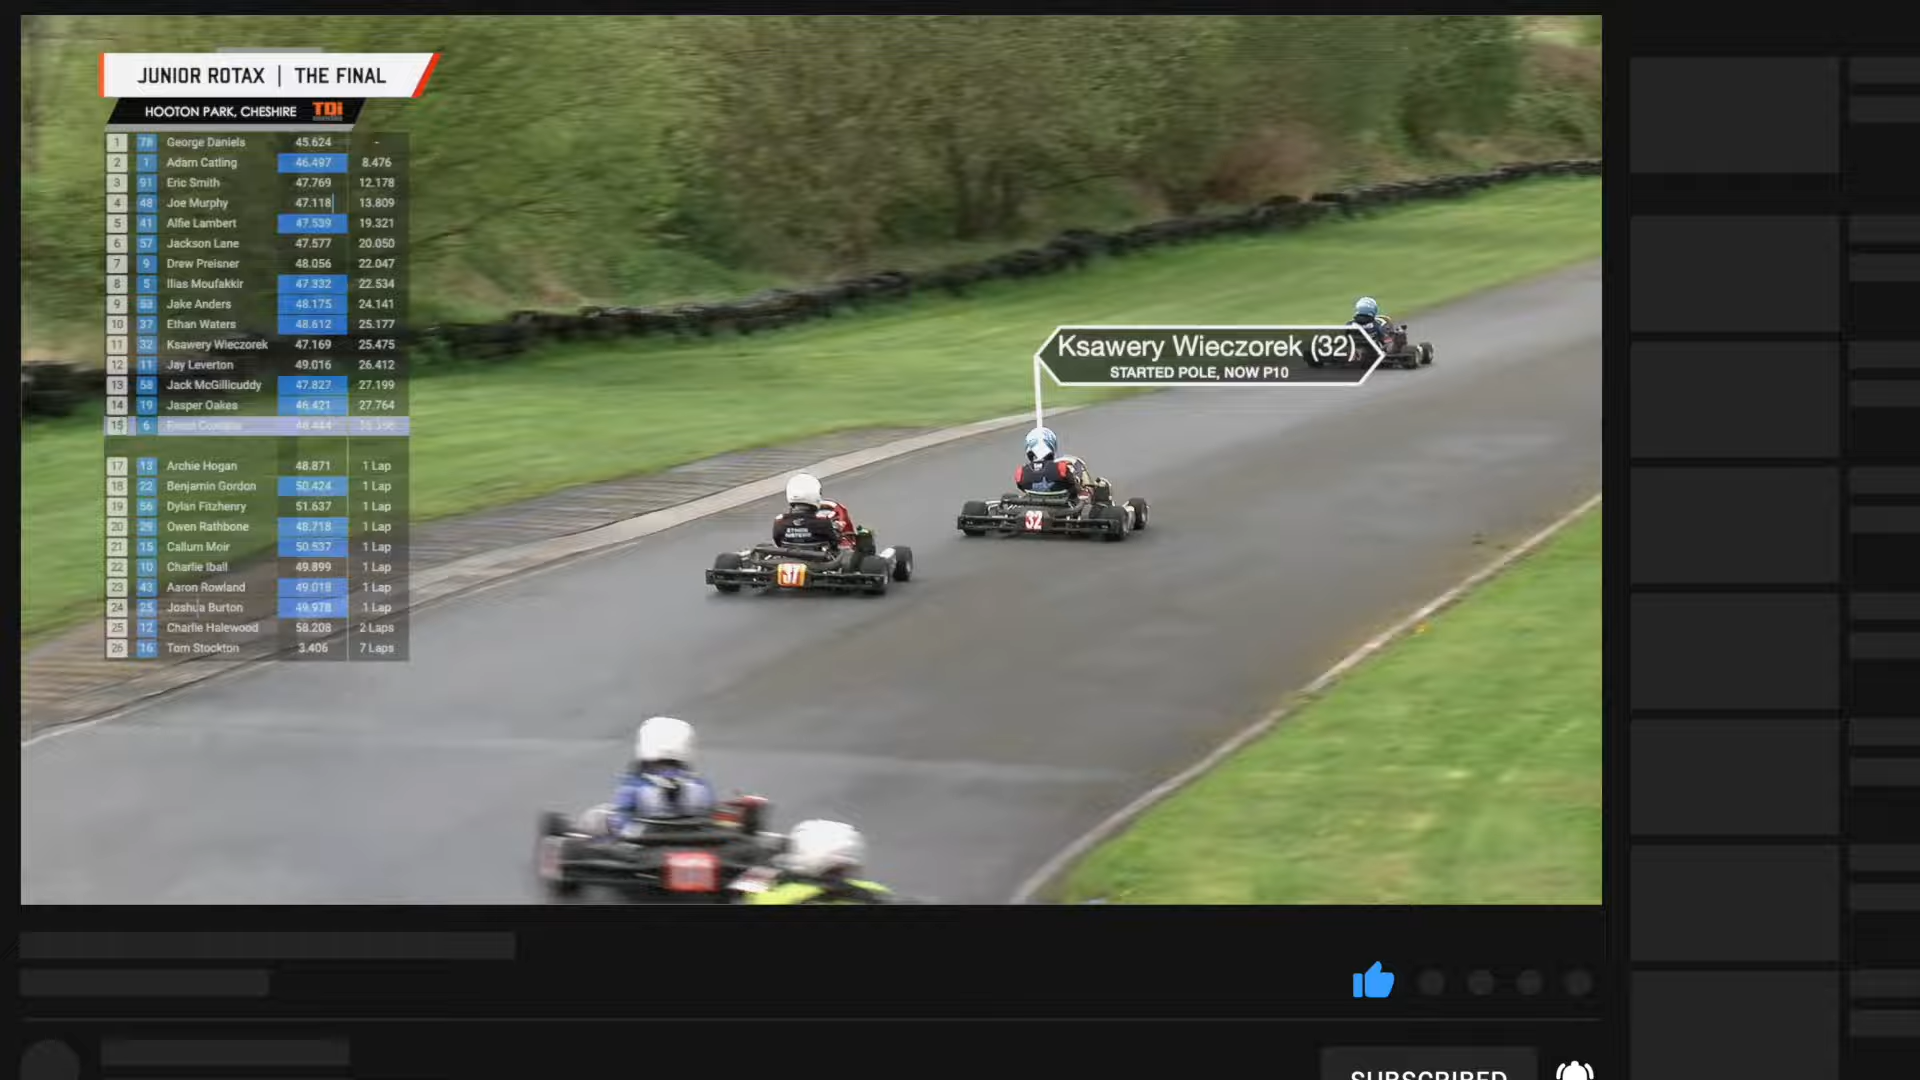 JUNIOR ROTAX | THE FINAL
HOOTON PARK, CHESHIRE TDi
1 78 George Daniels 45.624 -
2 1 Adam Catling 46.497 8.476
3 91 Eric Smith 47.769 12.178
4 48 Joe Murphy 47.118 13.809
5 41 Alfie Lambert 47.539 19.321
6 57 Jackson Lane 47.577 20.050
7 9 Drew Preisner 48.056 22.047
8 5 Ilias Moufakkir 47.332 22.534
9 53 Jake Anders 48.175 24.141
10 37 Ethan Waters 48.612 25.177
11 32 Ksawery Wieczorek 47.169 25.475
12 11 Jay Leverton 49.016 26.412
13 58 Jack McGillicuddy 47.827 27.199
14 19 Jasper Oakes 46.421 27.764
15 6
17 13 Archie Hogan 48.871 1 Lap
18 22 Benjamin Gordon 50.424 1 Lap
19 56 Dylan Fitzhenry 51.637 1 Lap
20 29 Owen Rathbone 48.718 1 Lap
21 15 Callum Moir 50.537 1 Lap
22 10 Charlie Iball 49.899 1 Lap
23 43 Aaron Rowland 49.018 1 Lap
24 25 Joshua Burton 49.978 1 Lap
25 12 Charlie Halewood 58.208 2 Laps
26 16 Tom Stockton 3.406 7 Laps
Ksawery Wieczorek (32)
STARTED POLE, NOW P10
32
37
SUBSCRIBED